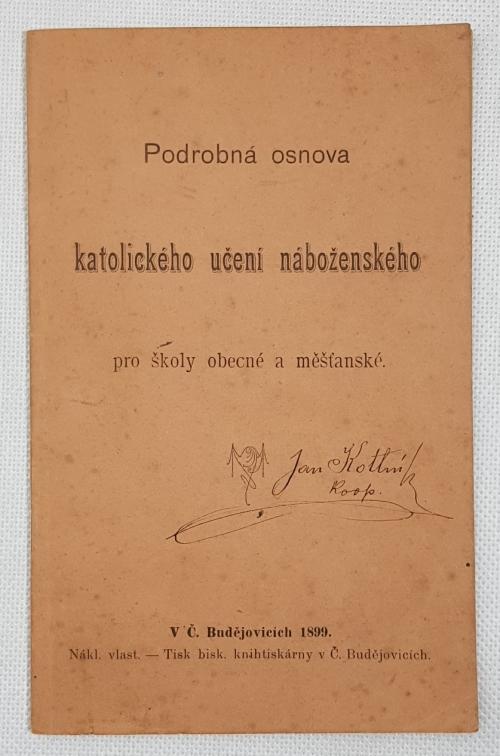 Podrobná osnova
katolického učení náboženského
pro školy obecné a měšťanské.
Jan Kottník
Koop.
V Č. Budějovicích 1899.
Nákl. vlast. — Tisk bisk. knihtiskárny v Č. Budějovicích.